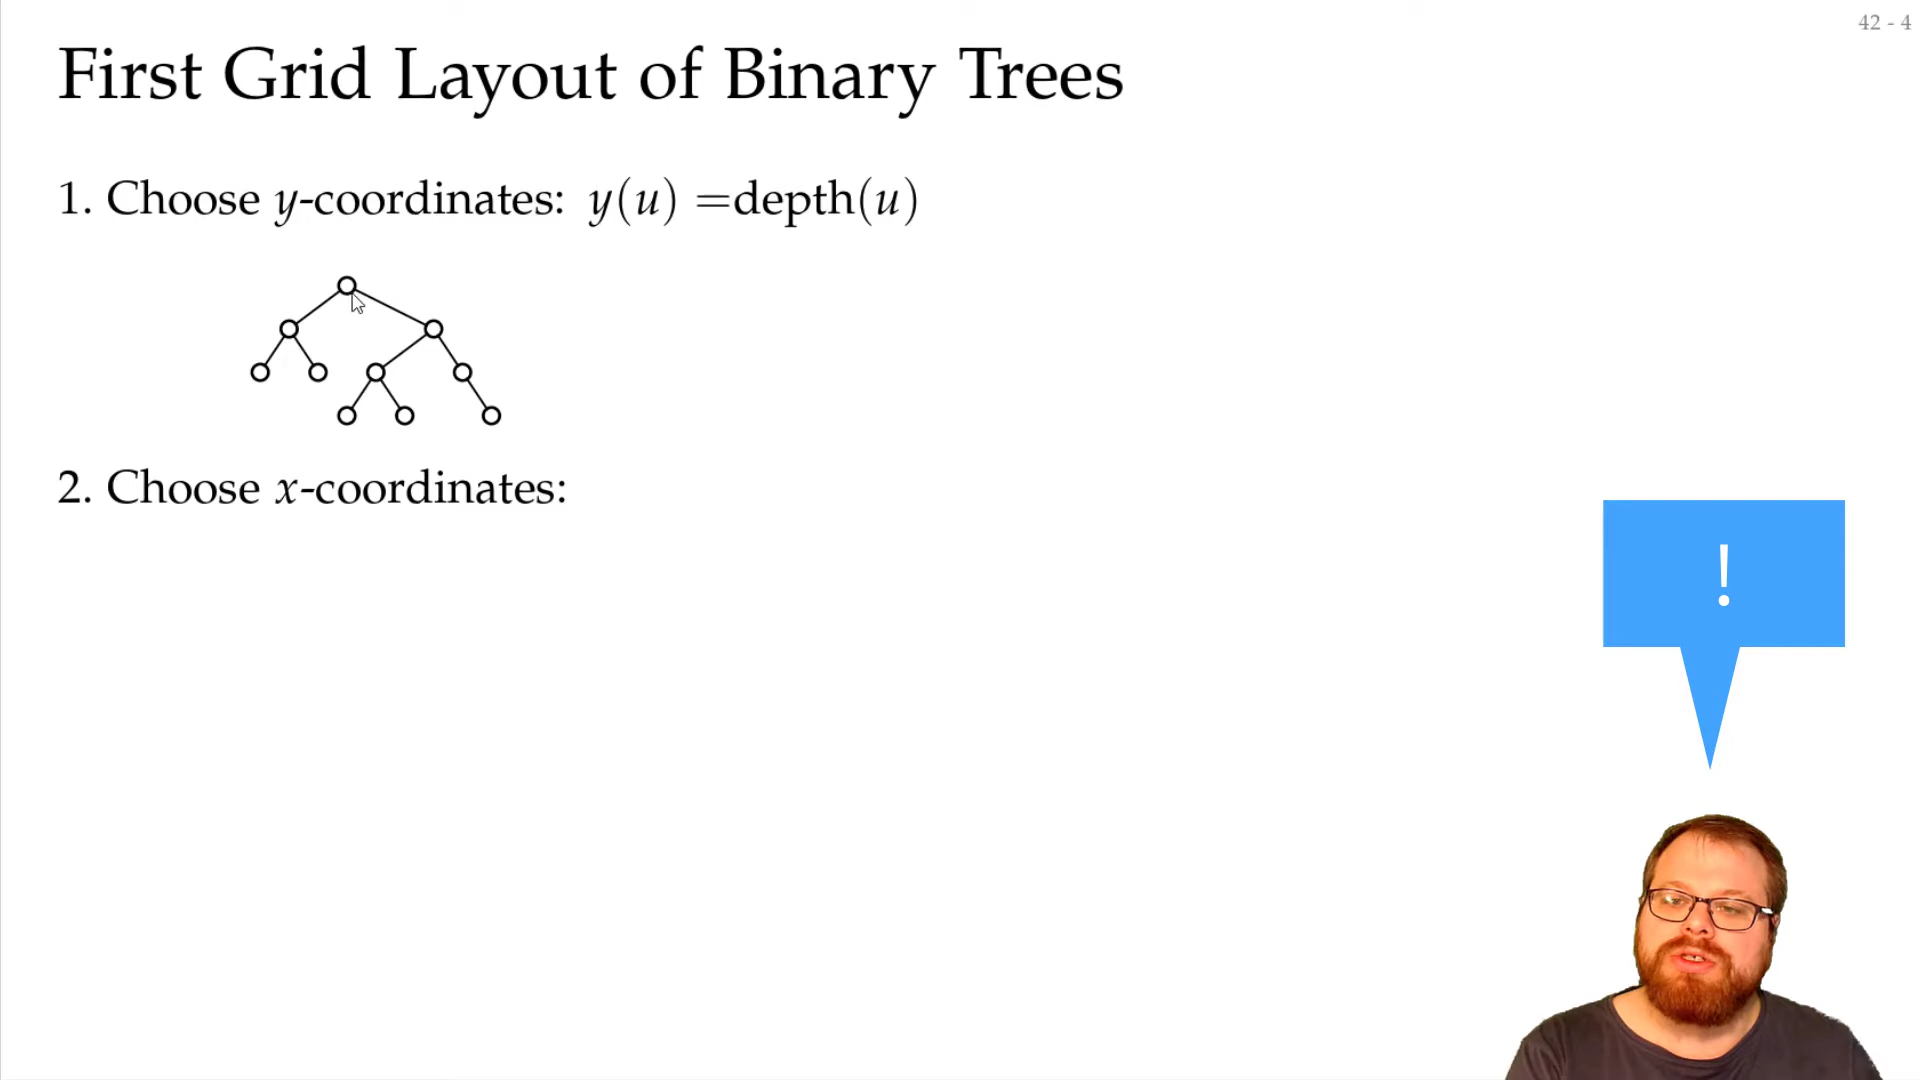 42 - 4
First Grid Layout of Binary Trees
1. Choose y-coordinates: y(u) =depth(u)
2. Choose x-coordinates:
!